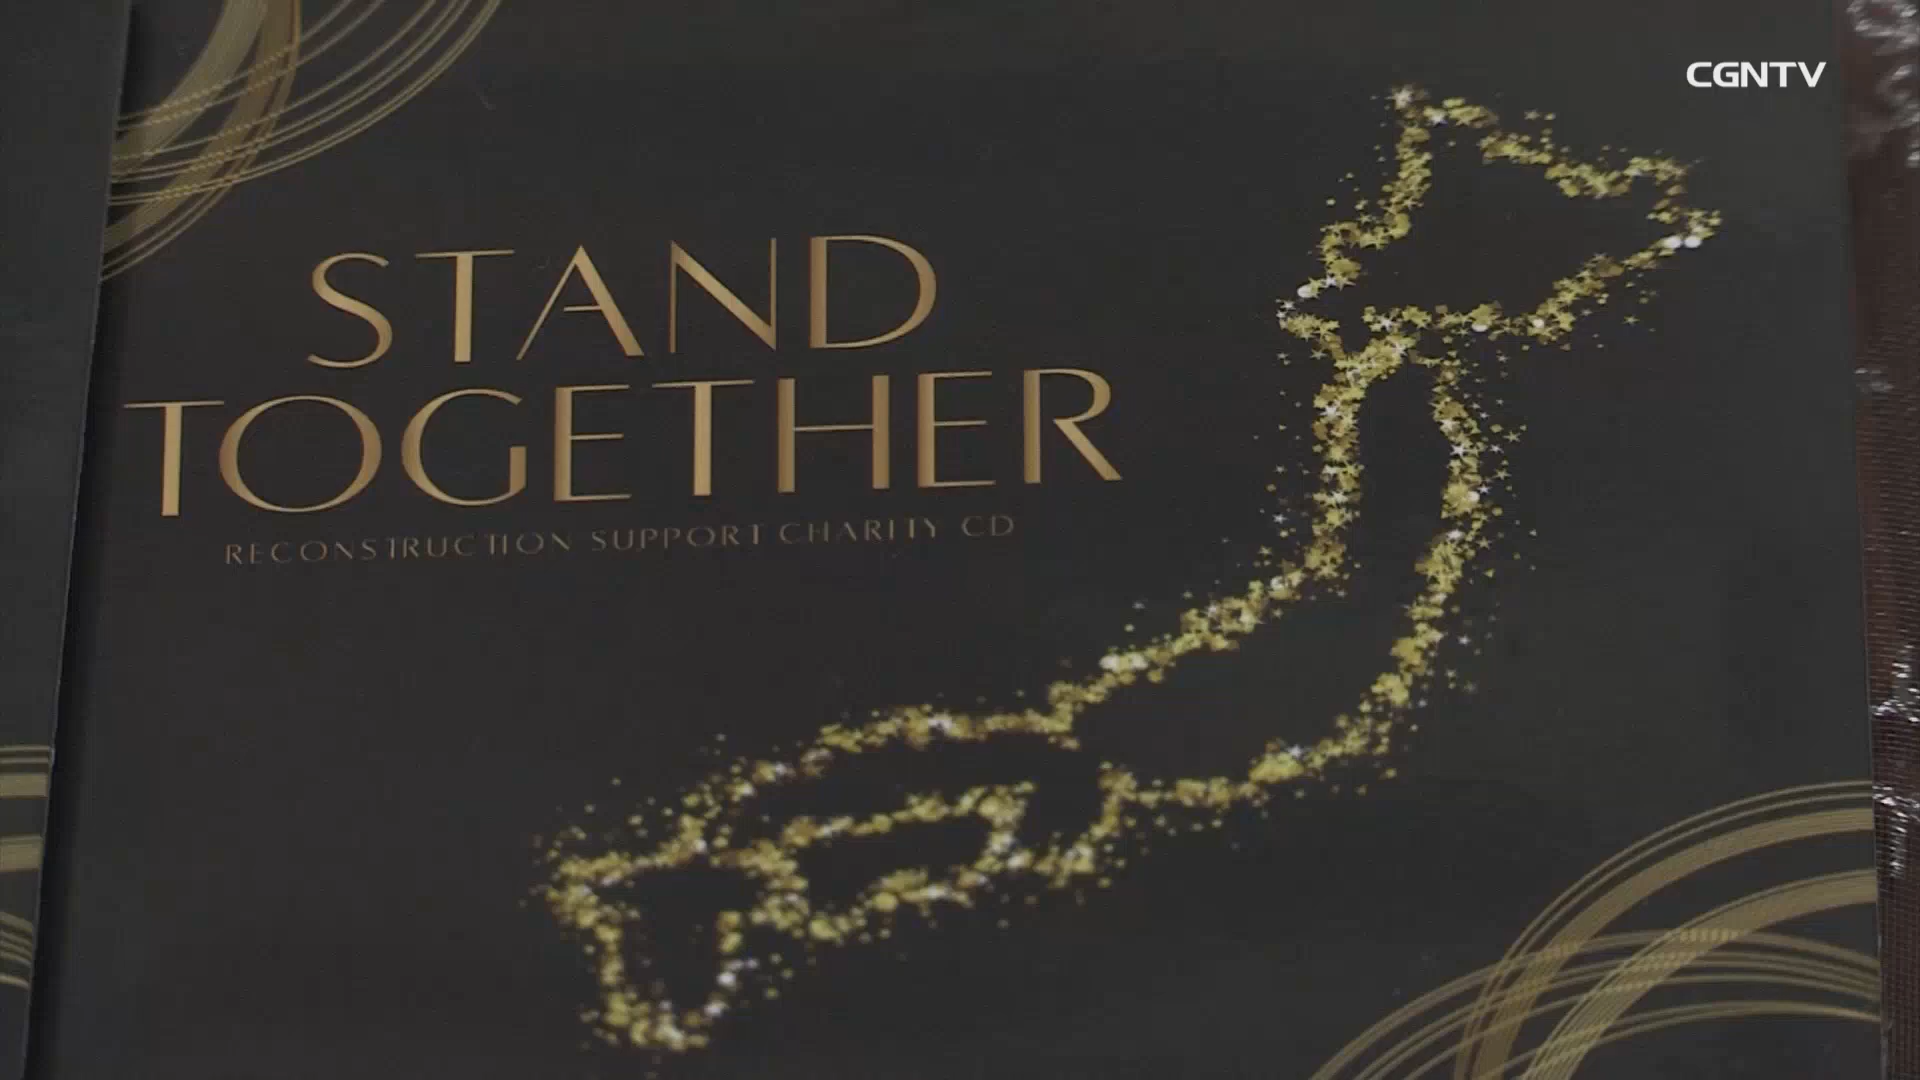 CGNTV
STAND
TOGETHER
RECONSTRUCTION SUPPORT CHARITY CD